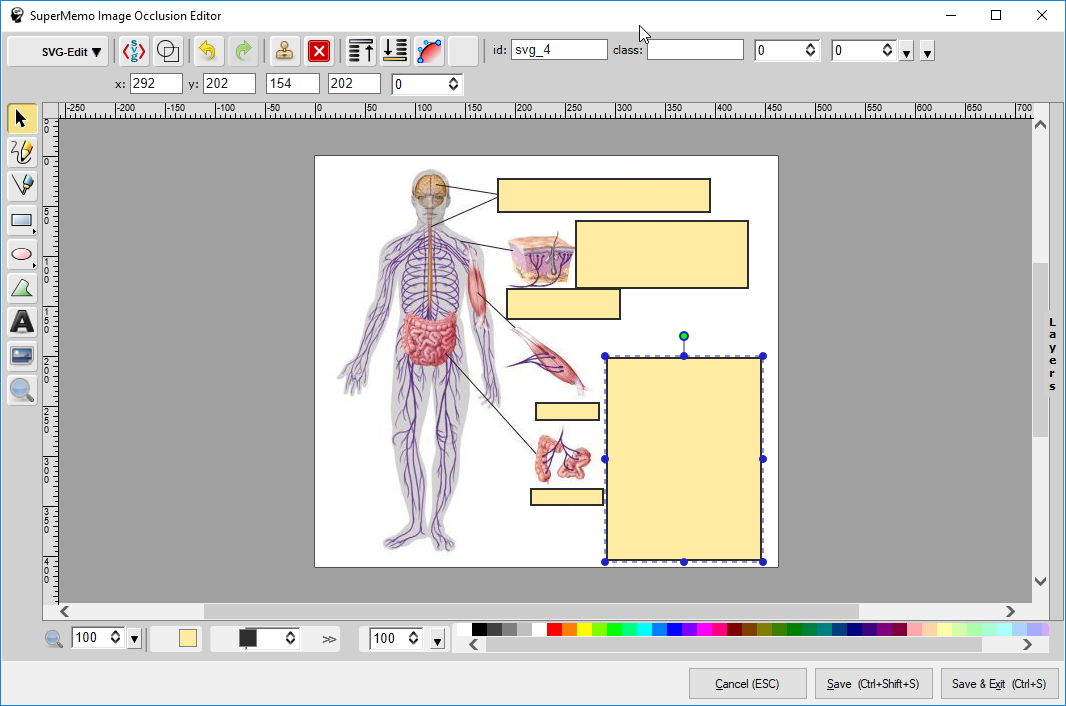 SuperMemo Image Occlusion Editor
SVG-Edit ▼
SVG
id: svg_4 class: 0 0
x: 292 y: 202 154 202 0
-250 -200 -150 -100 -50 0 50 100 150 200 250 300 350 400 450 500 550 600 650 700
50
0
50
100
150
200
250
300
350
400
A
Layers
100 >> 100
Cancel (ESC) Save (Ctrl+Shift+S) Save & Exit (Ctrl+S)